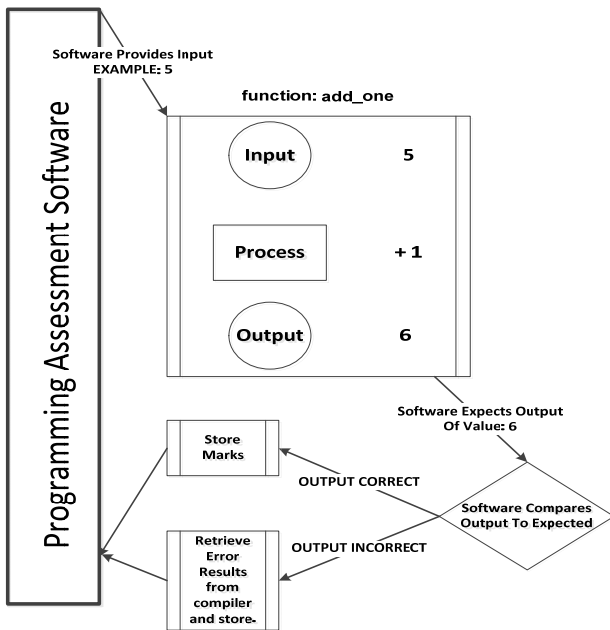 Programming Assessment Software
Software Provides Input
EXAMPLE: 5
function: add_one
Input 5
Process + 1
Output 6
Software Expects Output
Of Value: 6
Software Compares
Output To Expected
OUTPUT CORRECT
Store
Marks
OUTPUT INCORRECT
Retrieve
Error
Results
from
compiler
and store.